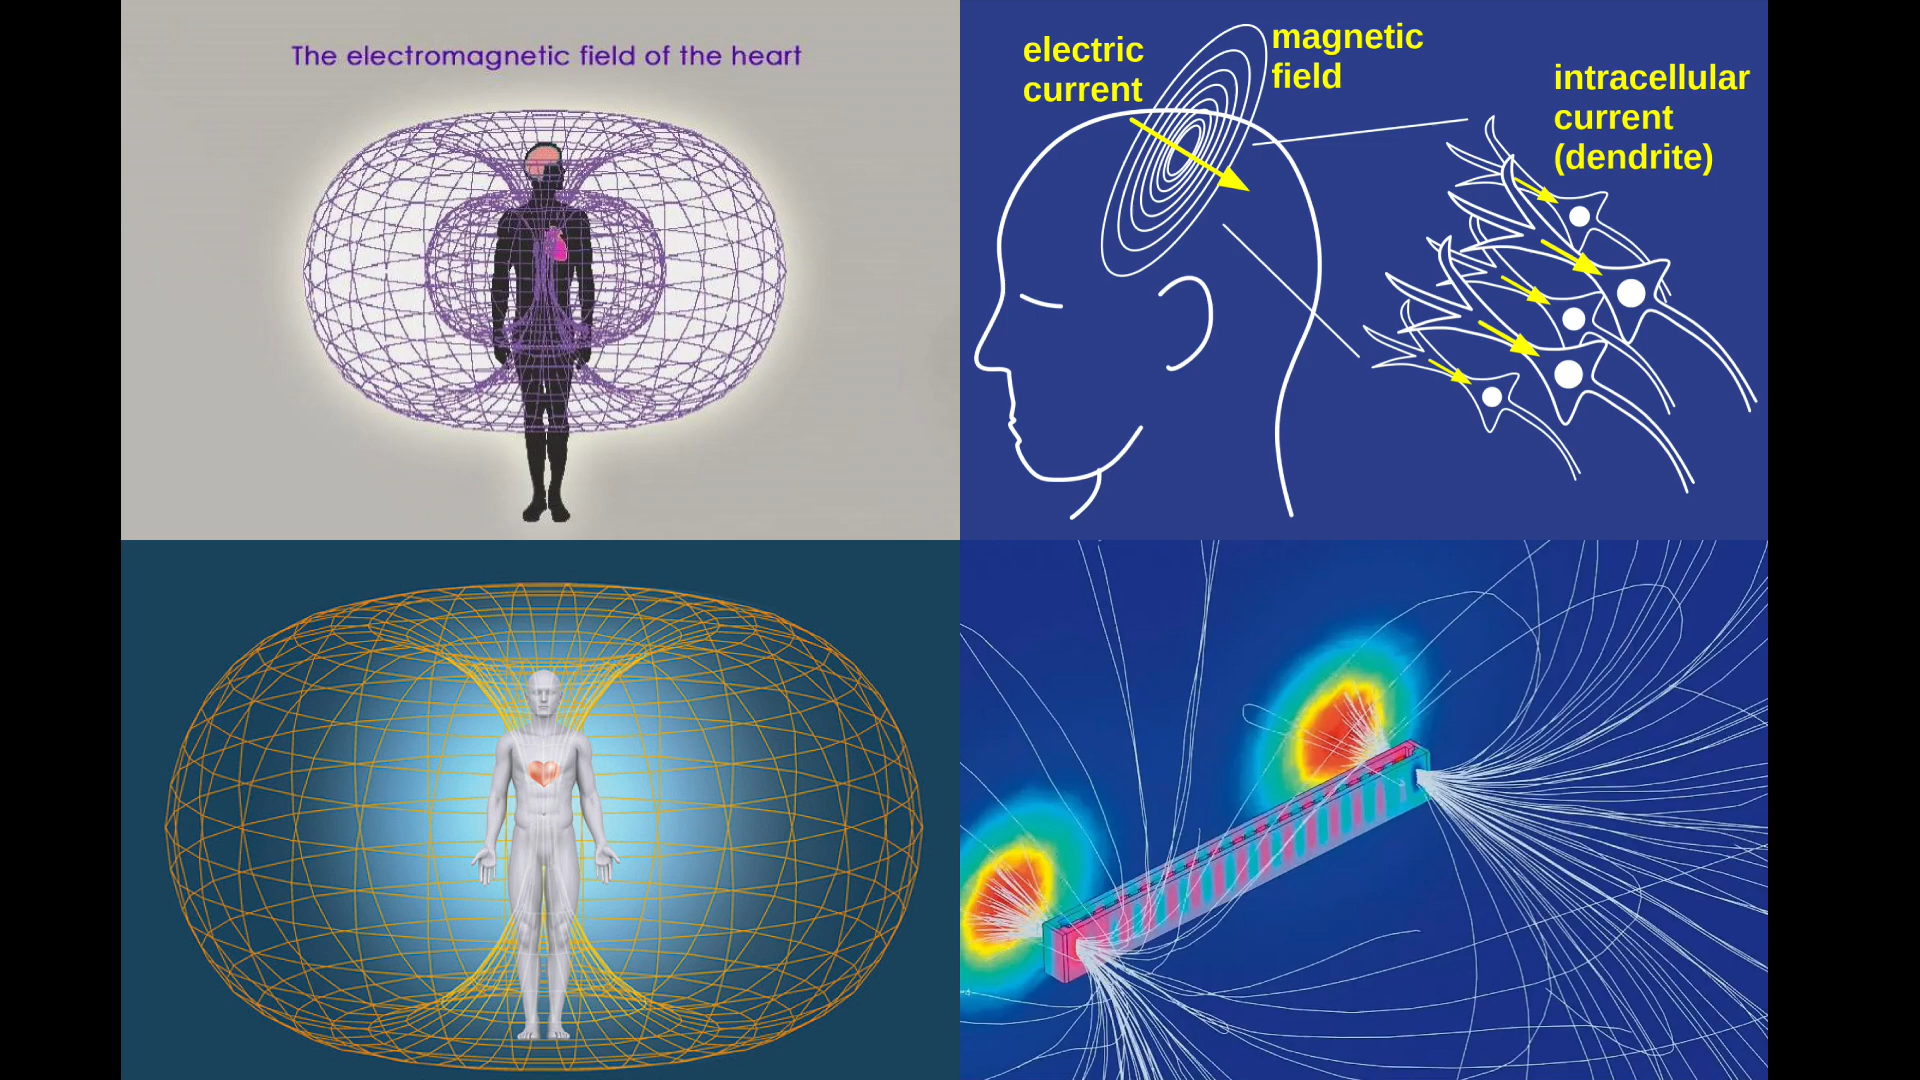 The electromagnetic field of the heart
electric
current
magnetic
field
intracellular
current
(dendrite)